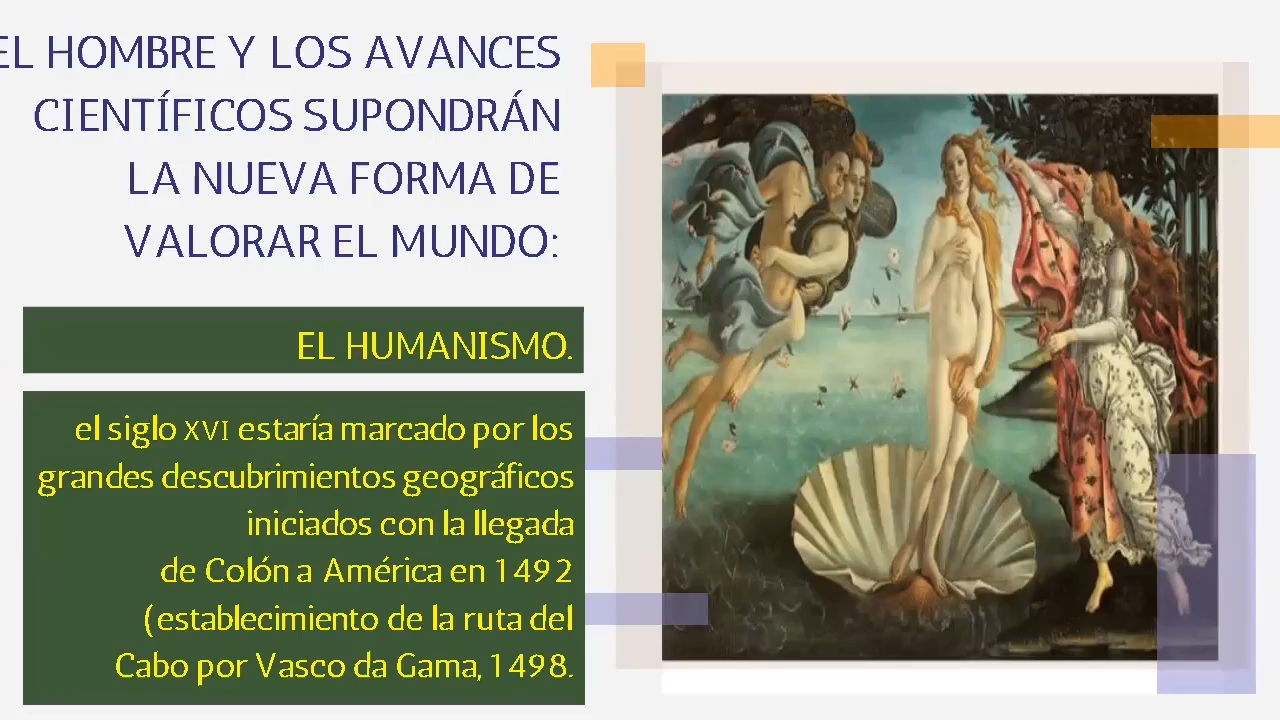 EL HOMBRE Y LOS AVANCES
CIENTÍFICOS SUPONDRÁN
LA NUEVA FORMA DE
VALORAR EL MUNDO:
EL HUMANISMO.
el siglo XVI estaría marcado por los
grandes descubrimientos geográficos
iniciados con la llegada
de Colón a América en 1492
(establecimiento de la ruta del
Cabo por Vasco da Gama, 1498.